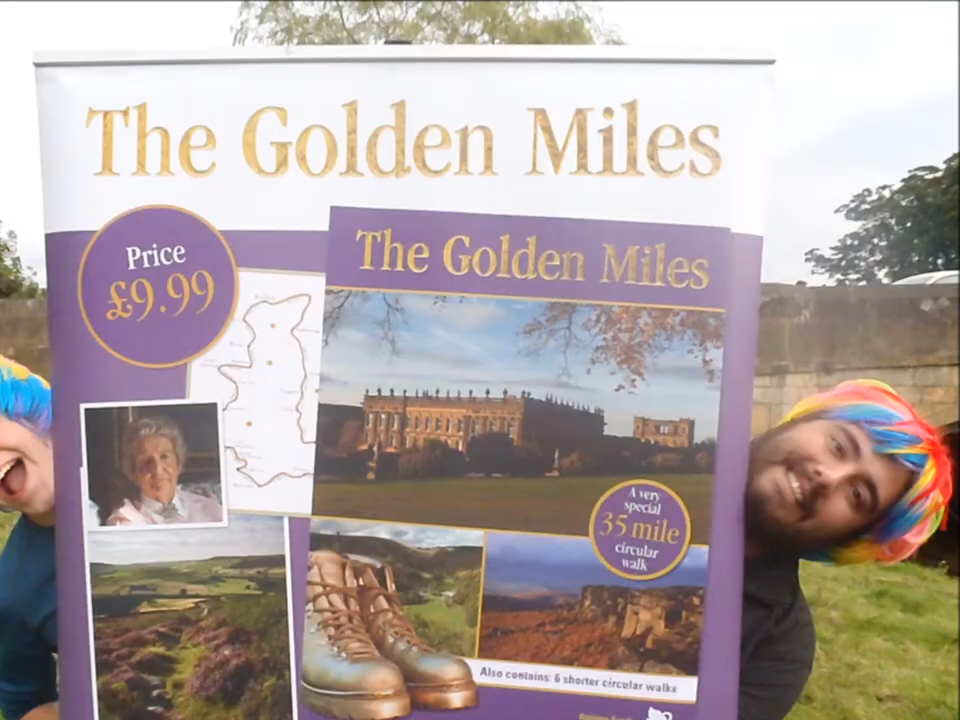 The Golden Miles
Price
£9.99
The Golden Miles
A very
special
35 mile
circular
walk
Also contains: 6 shorter circular walks